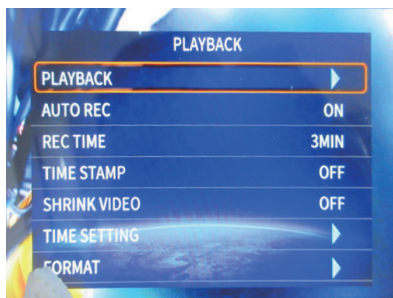 PLAYBACK
PLAYBACK
AUTO REC ON
REC TIME 3MIN
TIME STAMP OFF
SHRINK VIDEO OFF
TIME SETTING
FORMAT